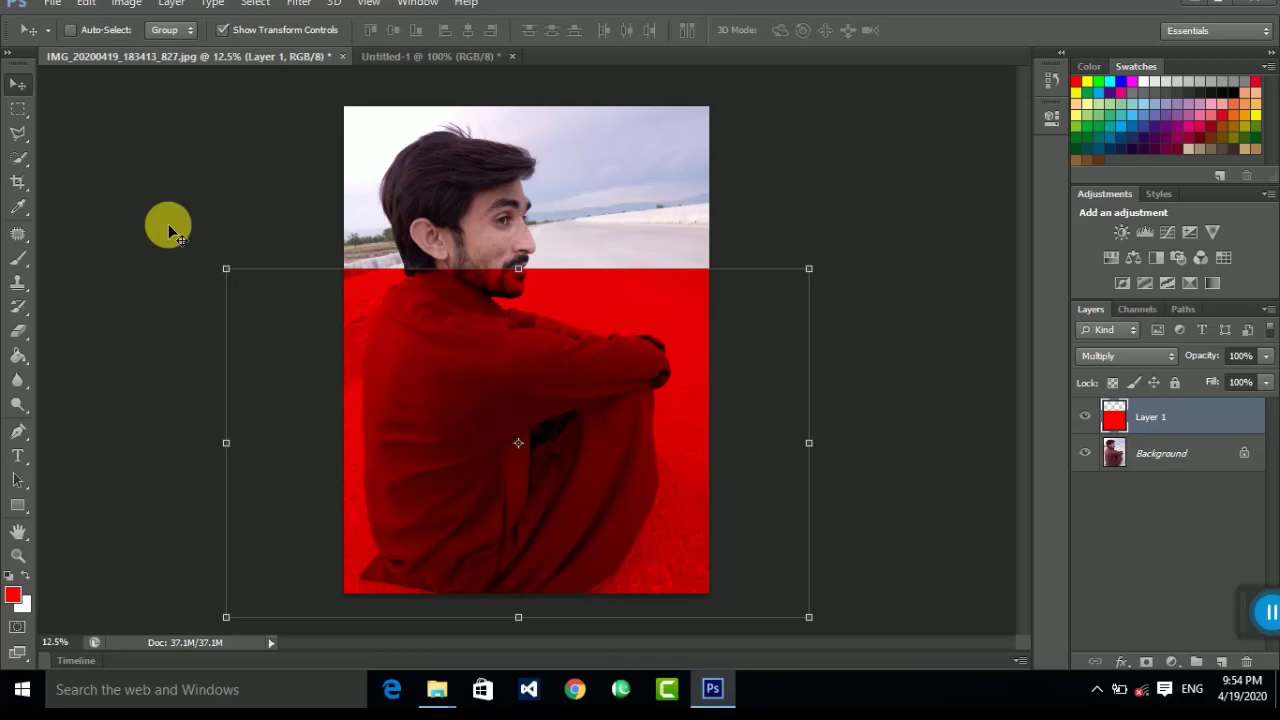 Ps File Edit Image Layer Type Select Filter 3D View Window Help
Auto-Select: Group Show Transform Controls 3D Mode: Essentials
IMG_20200419_183413_827.jpg @ 12.5% (Layer 1, RGB/8) * × Untitled-1 @ 100% (RGB/8) * ×
Color Swatches
Adjustments Styles
Add an adjustment
Layers Channels Paths
Kind
Multiply Opacity: 100%
Lock: Fill: 100%
Layer 1
Background
12.5% Doc: 37.1M/37.1M
Timeline
Search the web and Windows
Ps
ENG
9:54 PM
4/19/2020